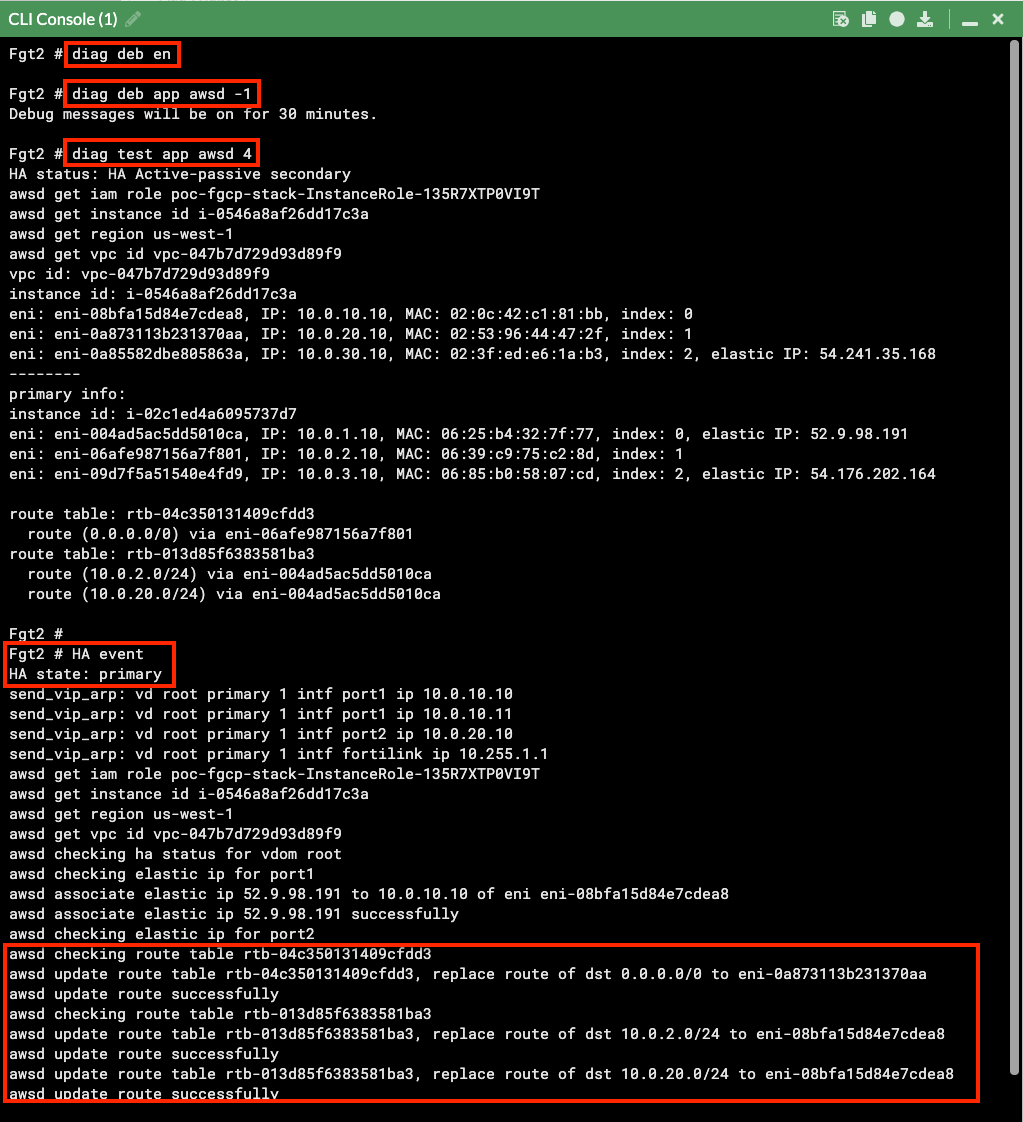 CLI Console (1)
Fgt2 # diag deb en
Fgt2 # diag deb app awsd -1
Debug messages will be on for 30 minutes.
Fgt2 # diag test app awsd 4
HA status: HA Active-passive secondary
awsd get iam role poc-fgcp-stack-InstanceRole-135R7XTP0VI9T
awsd get instance id i-0546a8af26dd17c3a
awsd get region us-west-1
awsd get vpc id vpc-047b7d729d93d89f9
vpc id: vpc-047b7d729d93d89f9
instance id: i-0546a8af26dd17c3a
eni: eni-08bfa15d84e7cdea8, IP: 10.0.10.10, MAC: 02:0c:42:c1:81:bb, index: 0
eni: eni-0a873113b231370aa, IP: 10.0.20.10, MAC: 02:53:96:44:47:2f, index: 1
eni: eni-0a85582dbe805863a, IP: 10.0.30.10, MAC: 02:3f:ed:e6:1a:b3, index: 2, elastic IP: 54.241.35.168
--------
primary info:
instance id: i-02c1ed4a6095737d7
eni: eni-004ad5ac5dd5010ca, IP: 10.0.1.10, MAC: 06:25:b4:32:7f:77, index: 0, elastic IP: 52.9.98.191
eni: eni-06afe987156a7f801, IP: 10.0.2.10, MAC: 06:39:c9:75:c2:8d, index: 1
eni: eni-09d7f5a51540e4fd9, IP: 10.0.3.10, MAC: 06:85:b0:58:07:cd, index: 2, elastic IP: 54.176.202.164
route table: rtb-04c350131409cfdd3
route (0.0.0.0/0) via eni-06afe987156a7f801
route table: rtb-013d85f6383581ba3
route (10.0.2.0/24) via eni-004ad5ac5dd5010ca
route (10.0.20.0/24) via eni-004ad5ac5dd5010ca
Fgt2 #
Fgt2 # HA event
HA state: primary
send_vip_arp: vd root primary 1 intf port1 ip 10.0.10.10
send_vip_arp: vd root primary 1 intf port1 ip 10.0.10.11
send_vip_arp: vd root primary 1 intf port2 ip 10.0.20.10
send_vip_arp: vd root primary 1 intf fortilink ip 10.255.1.1
awsd get iam role poc-fgcp-stack-InstanceRole-135R7XTP0VI9T
awsd get instance id i-0546a8af26dd17c3a
awsd get region us-west-1
awsd get vpc id vpc-047b7d729d93d89f9
awsd checking ha status for vdom root
awsd checking elastic ip for port1
awsd associate elastic ip 52.9.98.191 to 10.0.10.10 of eni eni-08bfa15d84e7cdea8
awsd associate elastic ip 52.9.98.191 successfully
awsd checking elastic ip for port2
awsd checking route table rtb-04c350131409cfdd3
awsd update route table rtb-04c350131409cfdd3, replace route of dst 0.0.0.0/0 to eni-0a873113b231370aa
awsd update route successfully
awsd checking route table rtb-013d85f6383581ba3
awsd update route table rtb-013d85f6383581ba3, replace route of dst 10.0.2.0/24 to eni-08bfa15d84e7cdea8
awsd update route successfully
awsd update route table rtb-013d85f6383581ba3, replace route of dst 10.0.20.0/24 to eni-08bfa15d84e7cdea8
awsd update route successfully